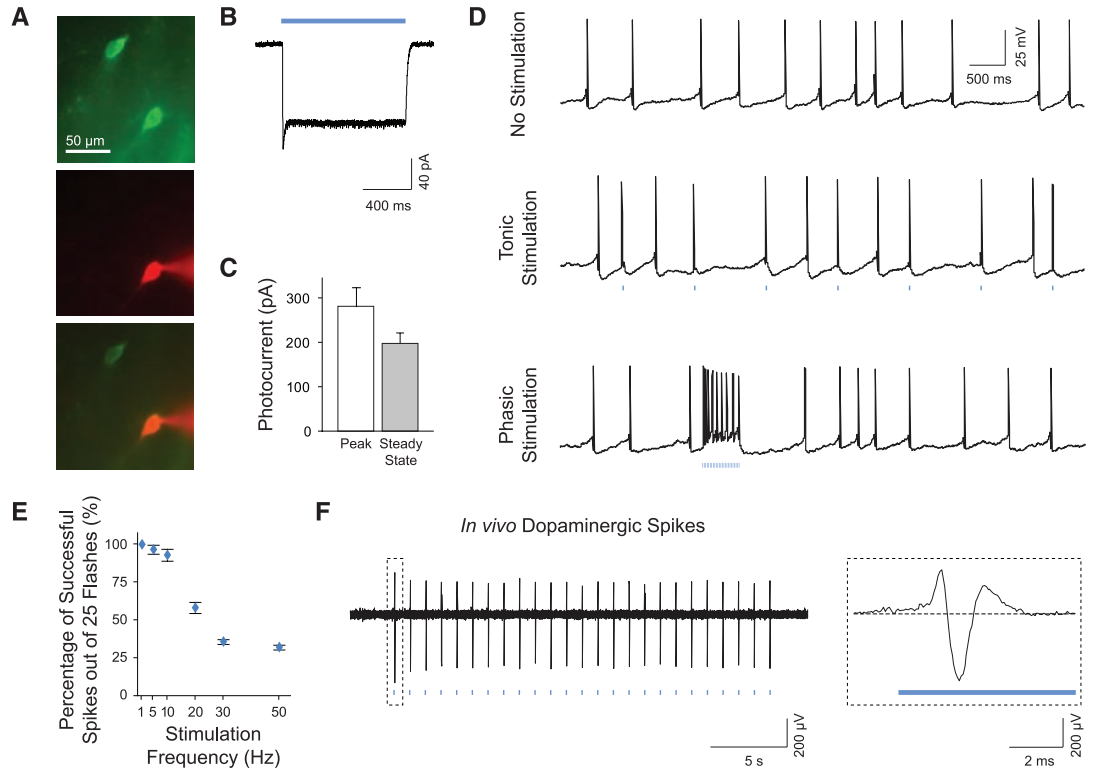 A
50 µm
B
40 pA
400 ms
C
Photocurrent (pA)
300
200
100
0
Peak
Steady
State
D
No Stimulation
25 mV
500 ms
Tonic
Stimulation
Phasic
Stimulation
E
Percentage of Successful
Spikes out of 25 Flashes (%)
100
75
50
25
0
1 5 10 20 30 50
Stimulation
Frequency (Hz)
F
In vivo Dopaminergic Spikes
200 µV
5 s
200 µV
2 ms